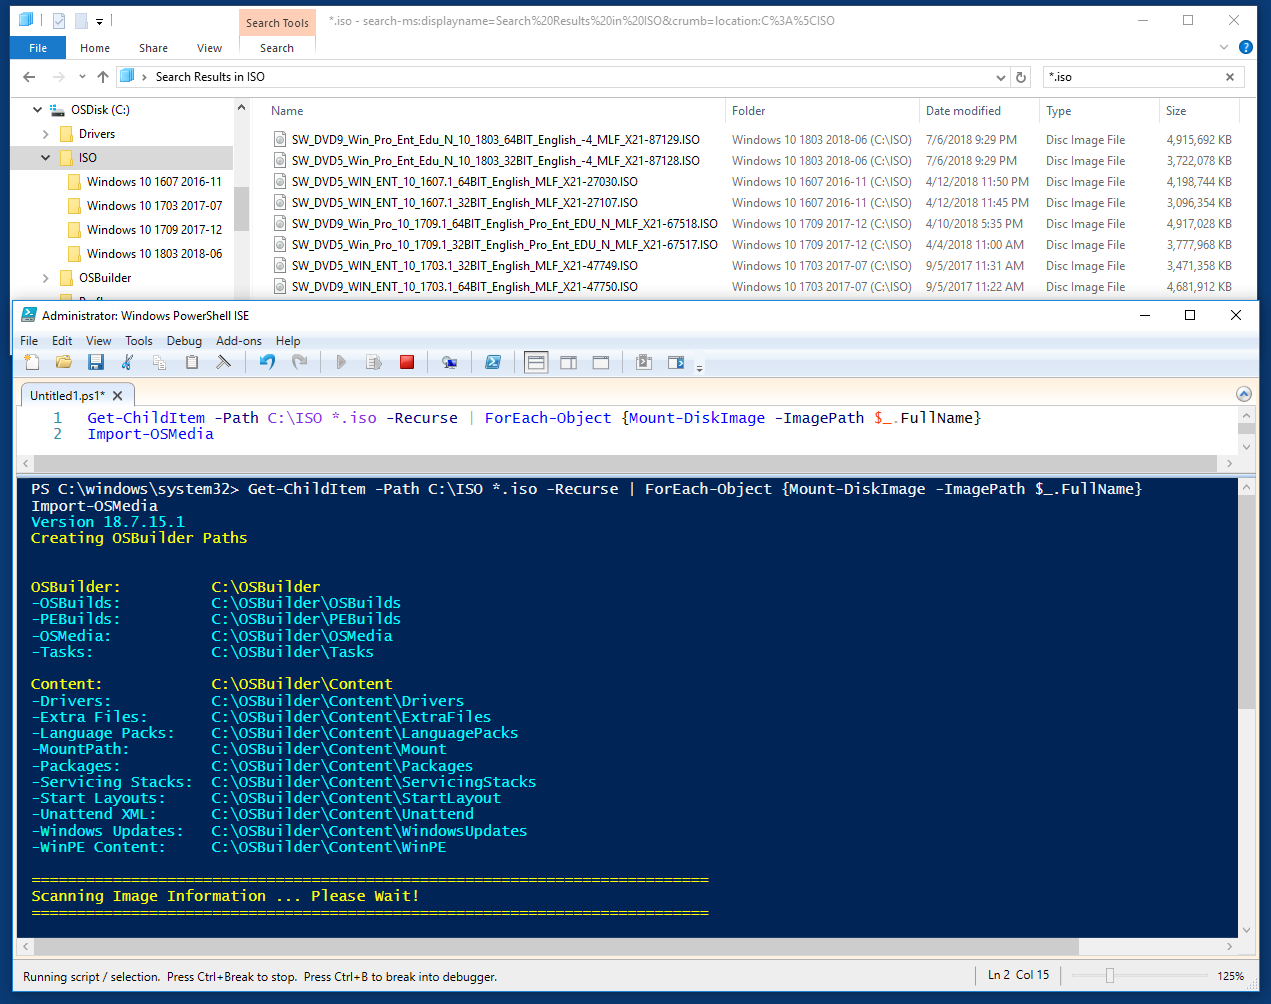 Search Tools
*.iso - search-ms:displayname=Search%20Results%20in%20ISO&crumb=location:C%3A%5CISO
File Home Share View Search
Search Results in ISO
*.iso
OSDisk (C:)
Drivers
ISO
Windows 10 1607 2016-11
Windows 10 1703 2017-07
Windows 10 1709 2017-12
Windows 10 1803 2018-06
OSBuilder
Name Folder Date modified Type Size
SW_DVD9_Win_Pro_Ent_Edu_N_10_1803_64BIT_English_-4_MLF_X21-87129.ISO Windows 10 1803 2018-06 (C:\ISO) 7/6/2018 9:29 PM Disc Image File 4,915,692 KB
SW_DVD5_Win_Pro_Ent_Edu_N_10_1803_32BIT_English_-4_MLF_X21-87128.ISO Windows 10 1803 2018-06 (C:\ISO) 7/6/2018 9:29 PM Disc Image File 3,722,078 KB
SW_DVD5_WIN_ENT_10_1607.1_64BIT_English_MLF_X21-27030.ISO Windows 10 1607 2016-11 (C:\ISO) 4/12/2018 11:50 PM Disc Image File 4,198,744 KB
SW_DVD5_WIN_ENT_10_1607.1_32BIT_English_MLF_X21-27107.ISO Windows 10 1607 2016-11 (C:\ISO) 4/12/2018 11:45 PM Disc Image File 3,096,354 KB
SW_DVD9_Win_Pro_10_1709.1_64BIT_English_Pro_Ent_EDU_N_MLF_X21-67518.ISO Windows 10 1709 2017-12 (C:\ISO) 4/10/2018 5:35 PM Disc Image File 4,917,028 KB
SW_DVD5_Win_Pro_10_1709.1_32BIT_English_Pro_Ent_EDU_N_MLF_X21-67517.ISO Windows 10 1709 2017-12 (C:\ISO) 4/4/2018 11:00 AM Disc Image File 3,777,968 KB
SW_DVD5_WIN_ENT_10_1703.1_32BIT_English_MLF_X21-47749.ISO Windows 10 1703 2017-07 (C:\ISO) 9/5/2017 11:31 AM Disc Image File 3,471,358 KB
SW_DVD9_WIN_ENT_10_1703.1_64BIT_English_MLF_X21-47750.ISO Windows 10 1703 2017-07 (C:\ISO) 9/5/2017 11:22 AM Disc Image File 4,681,912 KB
Administrator: Windows PowerShell ISE
File Edit View Tools Debug Add-ons Help
Untitled1.ps1*
1 Get-ChildItem -Path C:\ISO *.iso -Recurse | ForEach-Object {Mount-DiskImage -ImagePath $_.FullName}
2 Import-OSMedia
PS C:\windows\system32> Get-ChildItem -Path C:\ISO *.iso -Recurse | ForEach-Object {Mount-DiskImage -ImagePath $_.FullName}
Import-OSMedia
Version 18.7.15.1
Creating OSBuilder Paths
OSBuilder: C:\OSBuilder
-OSBuilds: C:\OSBuilder\OSBuilds
-PEBuilds: C:\OSBuilder\PEBuilds
-OSMedia: C:\OSBuilder\OSMedia
-Tasks: C:\OSBuilder\Tasks
Content: C:\OSBuilder\Content
-Drivers: C:\OSBuilder\Content\Drivers
-Extra Files: C:\OSBuilder\Content\ExtraFiles
-Language Packs: C:\OSBuilder\Content\LanguagePacks
-MountPath: C:\OSBuilder\Content\Mount
-Packages: C:\OSBuilder\Content\Packages
-Servicing Stacks: C:\OSBuilder\Content\ServicingStacks
-Start Layouts: C:\OSBuilder\Content\StartLayout
-Unattend XML: C:\OSBuilder\Content\Unattend
-Windows Updates: C:\OSBuilder\Content\WindowsUpdates
-WinPE Content: C:\OSBuilder\Content\WinPE
===========================================================================
Scanning Image Information ... Please Wait!
===========================================================================
Running script / selection. Press Ctrl+Break to stop. Press Ctrl+B to break into debugger.
Ln 2 Col 15
125%